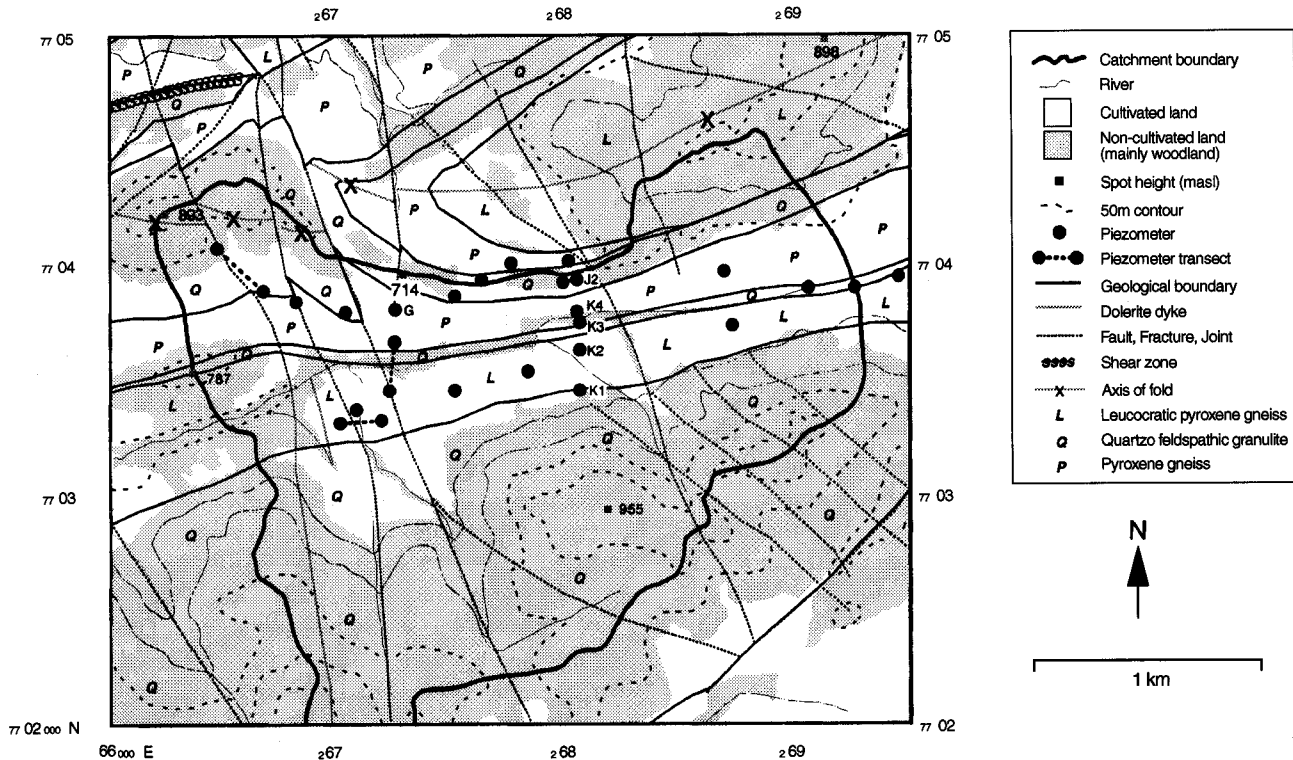 267 268 269
77 05 898 77 05
P L P Q
Q P P L L
893 Q Q
Q P L P P
77 04 77 04
Q 714 P Q J2 P Q L L
G P K4
P P K3
Q Q K2 L
787 L L K1
L Q Q
77 03 Q Q 77 03
Q 955 Q
Q
Q
Q
77 02 000 N 77 02
66 000 E 267 268 269
Catchment boundary
River
Cultivated land
Non-cultivated land
(mainly woodland)
Spot height (masl)
50m contour
Piezometer
Piezometer transect
Geological boundary
Dolerite dyke
Fault, Fracture, Joint
Shear zone
Axis of fold
L Leucocratic pyroxene gneiss
Q Quartzo feldspathic granulite
P Pyroxene gneiss
N
1 km